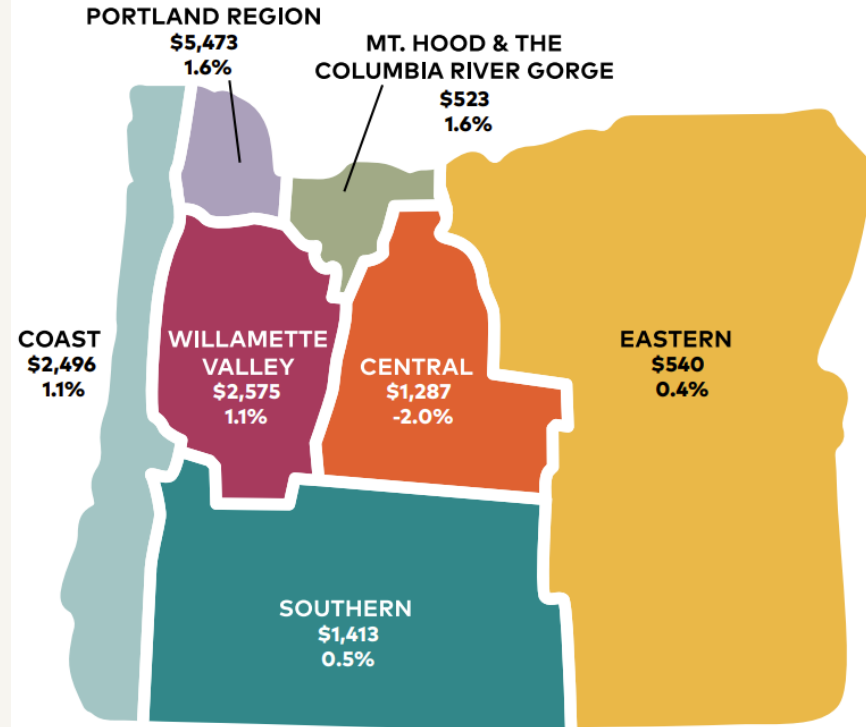 PORTLAND REGION
$5,473
1.6%
MT. HOOD & THE
COLUMBIA RIVER GORGE
$523
1.6%
COAST
$2,496
1.1%
WILLAMETTE
VALLEY
$2,575
1.1%
CENTRAL
$1,287
-2.0%
EASTERN
$540
0.4%
SOUTHERN
$1,413
0.5%